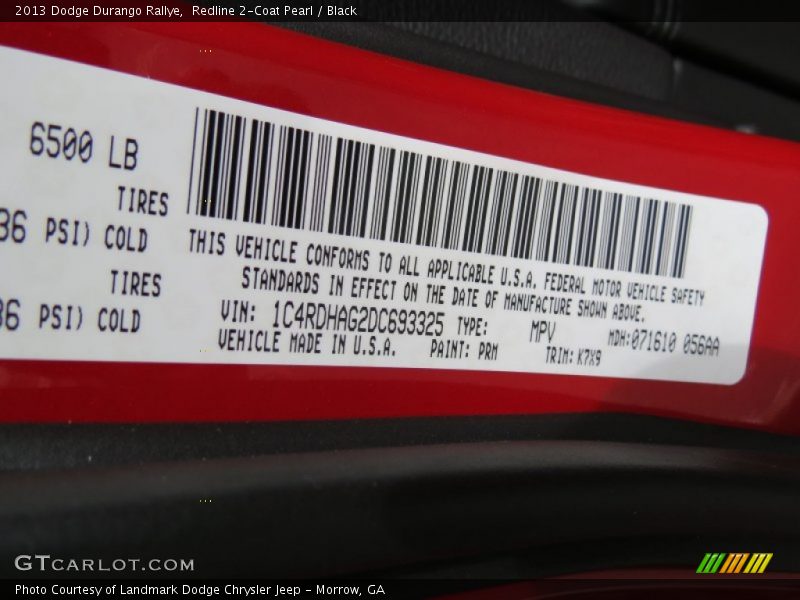 2013 Dodge Durango Rallye, Redline 2-Coat Pearl / Black
6500 LB
TIRES
36 PSI) COLD
TIRES
36 PSI) COLD
THIS VEHICLE CONFORMS TO ALL APPLICABLE U.S.A. FEDERAL MOTOR VEHICLE SAFETY
STANDARDS IN EFFECT ON THE DATE OF MANUFACTURE SHOWN ABOVE.
VIN: 1C4RDHAG2DC693325 TYPE: MPV MDH:071610 056AA
VEHICLE MADE IN U.S.A. PAINT: PRM TRIM: K7X9
GTCARLOT.COM
Photo Courtesy of Landmark Dodge Chrysler Jeep - Morrow, GA